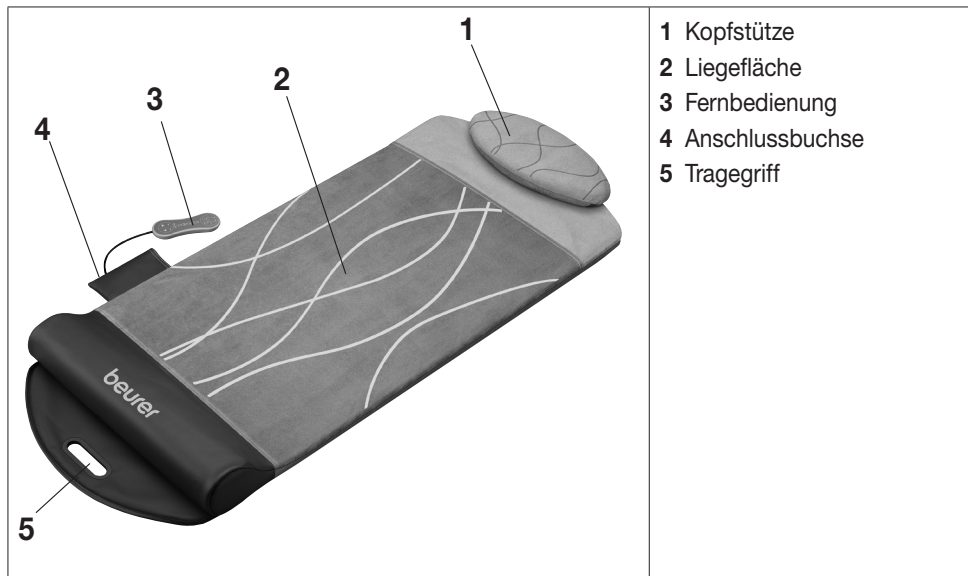 1
2
3
4
beurer
5
1 Kopfstütze
2 Liegefläche
3 Fernbedienung
4 Anschlussbuchse
5 Tragegriff